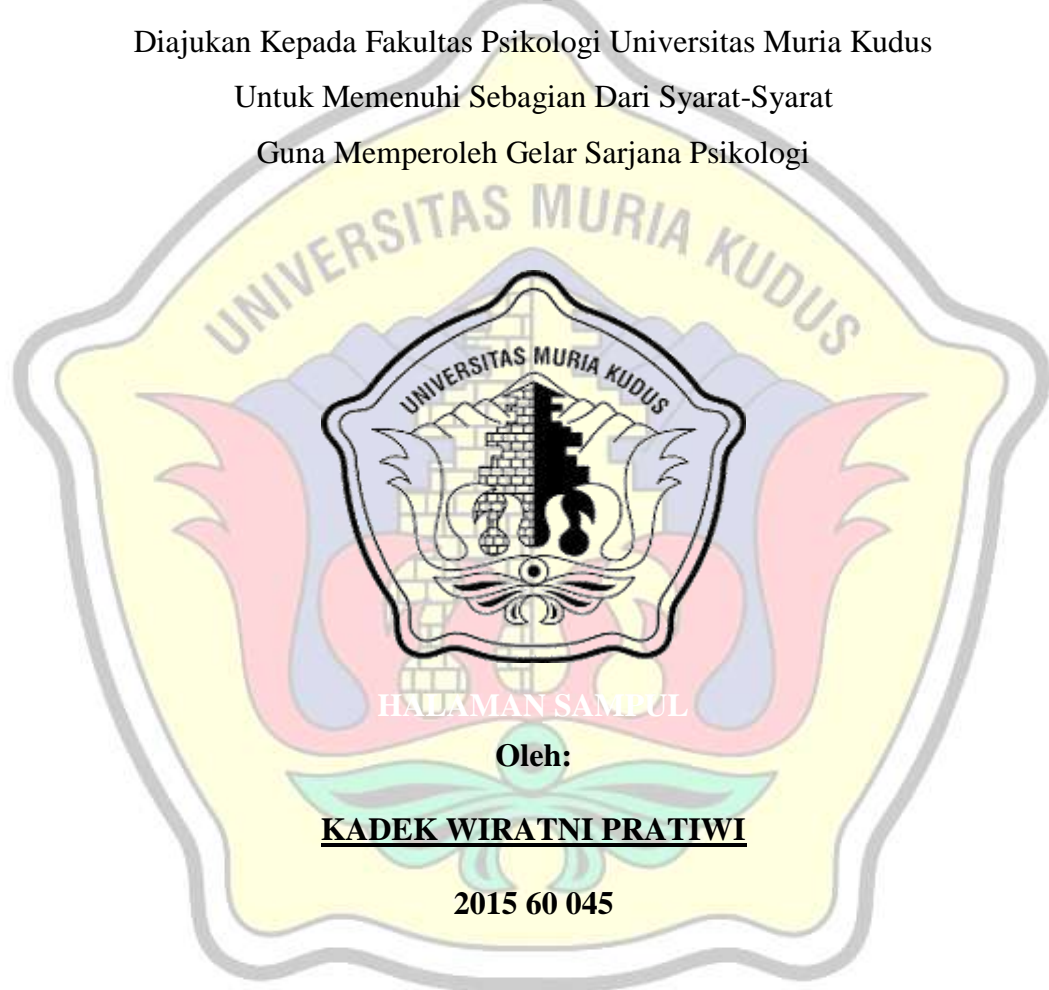 Diajukan Kepada Fakultas Psikologi Universitas Muria Kudus
Untuk Memenuhi Sebagian Dari Syarat-Syarat
Guna Memperoleh Gelar Sarjana Psikologi
UNIVERSITAS MURIA KUDUS
UNIVERSITAS MURIA KUDUS
HALAMAN SAMPUL
Oleh:
KADEK WIRATNI PRATIWI
2015 60 045